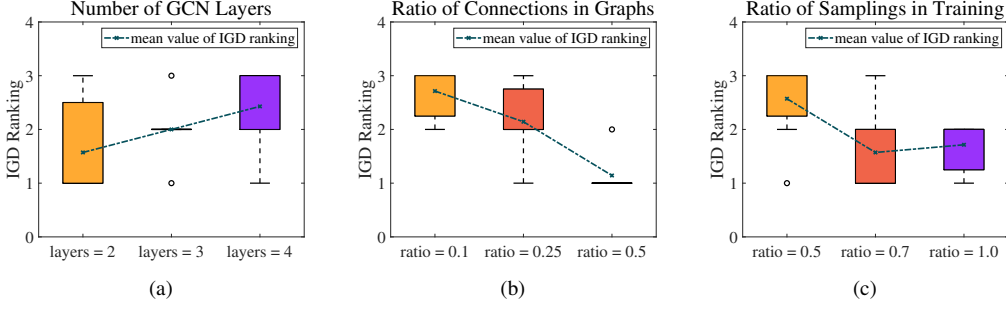 Number of GCN Layers
mean value of IGD ranking
IGD Ranking
4
3
2
1
0
layers = 2 layers = 3 layers = 4
(a)
Ratio of Connections in Graphs
mean value of IGD ranking
IGD Ranking
4
3
2
1
0
ratio = 0.1 ratio = 0.25 ratio = 0.5
(b)
Ratio of Samplings in Training
mean value of IGD ranking
IGD Ranking
4
3
2
1
0
ratio = 0.5 ratio = 0.7 ratio = 1.0
(c)